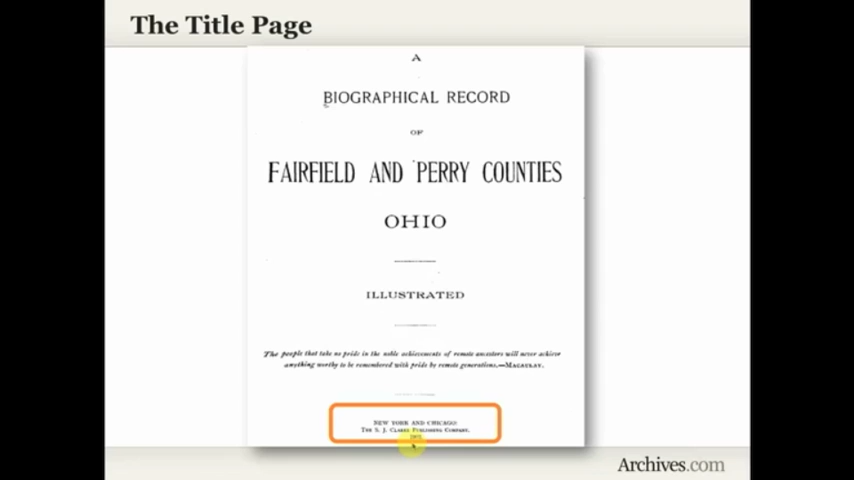 The Title Page
A
BIOGRAPHICAL RECORD
OF
FAIRFIELD AND PERRY COUNTIES
OHIO
ILLUSTRATED
The people that take no pride in the noble achievements of remote ancestors will never achieve
anything worthy to be remembered with pride by remote generations.—MACAULAY.
NEW YORK AND CHICAGO:
THE S. J. CLARKE PUBLISHING COMPANY.
Archives.com